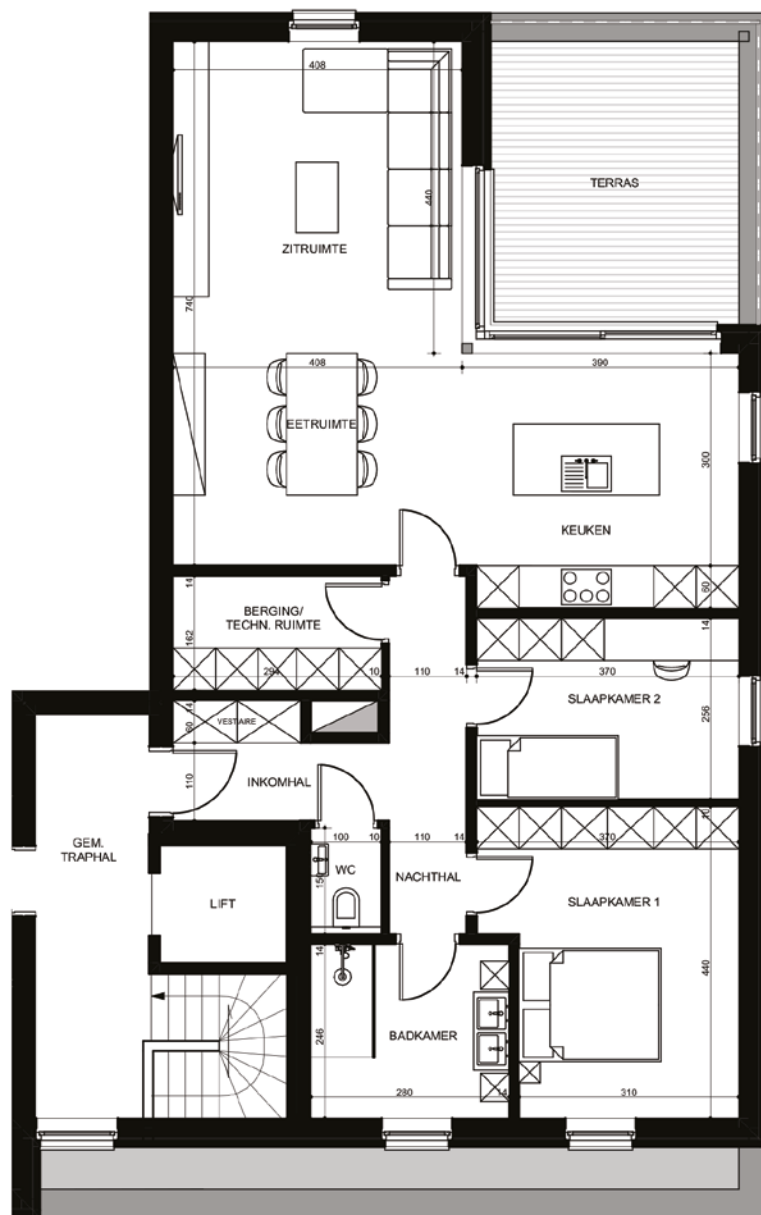 408
TERRAS
440
ZITRUIMTE
740
408
390
EETRUIMTE
300
KEUKEN
14
BERGING/
TECHN. RUIMTE
60
162
14
294
10
110
14
370
SLAAPKAMER 2
14
60
VESTIAIRE
256
110
INKOMHAL
10
GEM.
TRAPHAL
100
10
110
14
370
WC
NACHTHAL
LIFT
150
SLAAPKAMER 1
14
440
246
BADKAMER
280
14
310